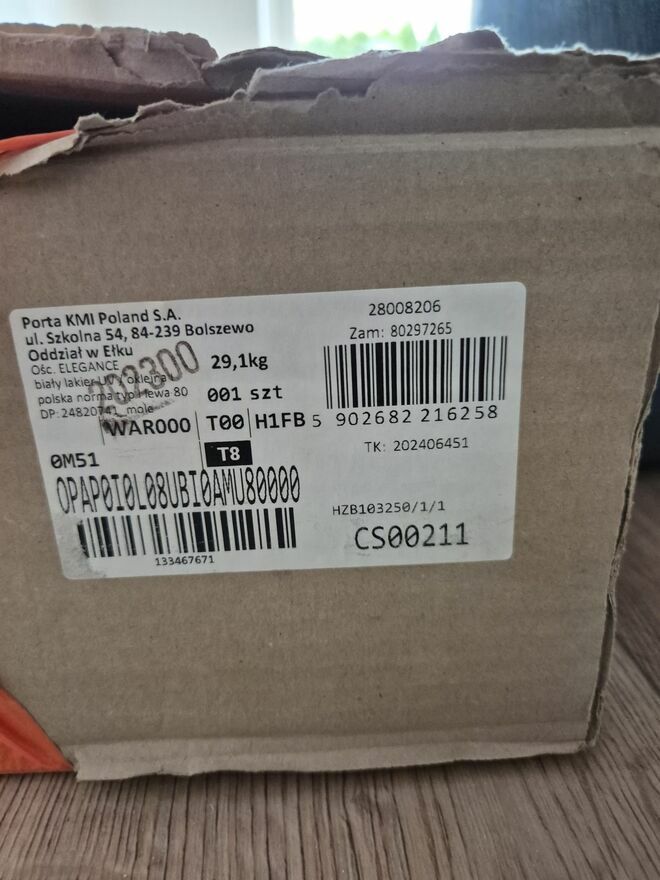 Porta KMI Poland S.A.
ul. Szkolna 54, 84-239 Bolszewo
Oddział w Ełku
Ośc. ELEGANCE
biały lakier UV okleina
polska norma typ Hewa 80
DP: 24820741_mole
202300
29,1kg
001 szt
WAR000 T00 H1FB
T8
0M51
OPAP0I0L08UBI0AMU80000
133467671
28008206
Zam: 80297265
5 902682 216258
TK: 202406451
HZB103250/1/1
CS00211